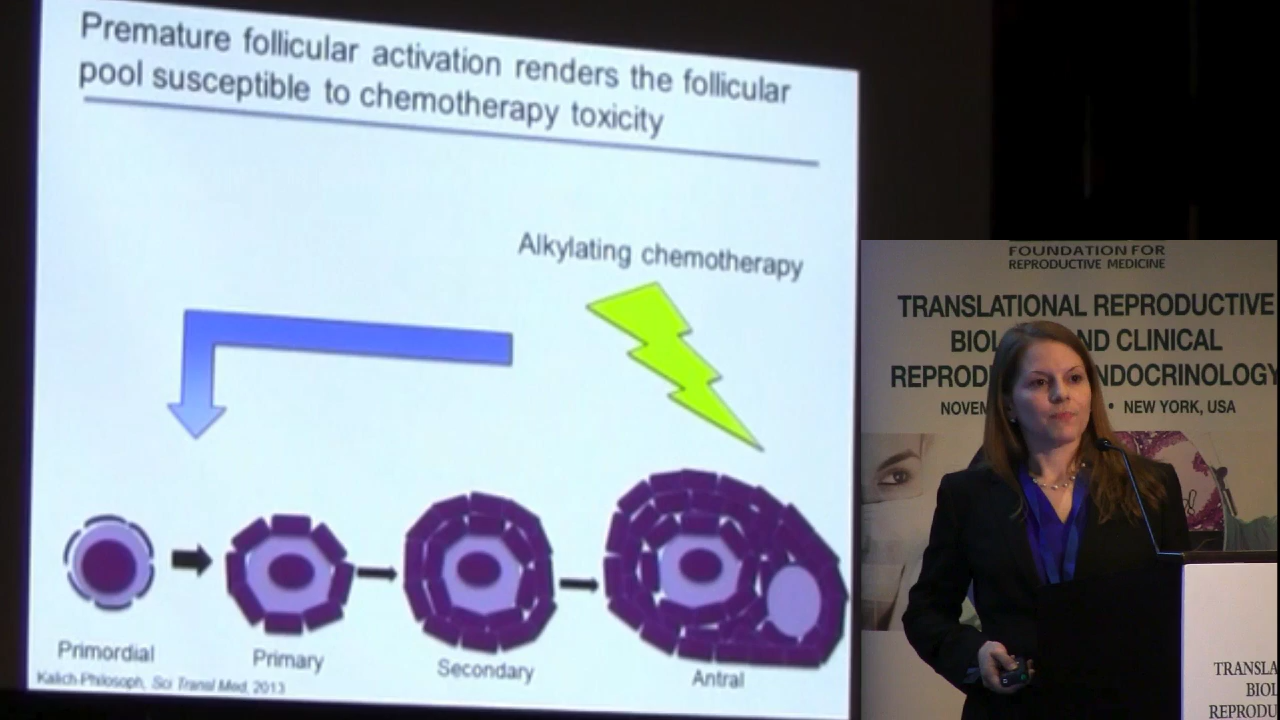 Premature follicular activation renders the follicular
pool susceptible to chemotherapy toxicity
Alkylating chemotherapy
Primordial
Primary
Secondary
Antral
Kalich-Philosoph, Sci Transl Med, 2013
FOUNDATION FOR
REPRODUCTIVE MEDICINE
TRANSLATIONAL REPRODUCTIVE
BIOL ND CLINICAL
REPROD NDOCRINOLOGY
NOVEM • NEW YORK, USA
TRANSLA
BIOL
REPRODU